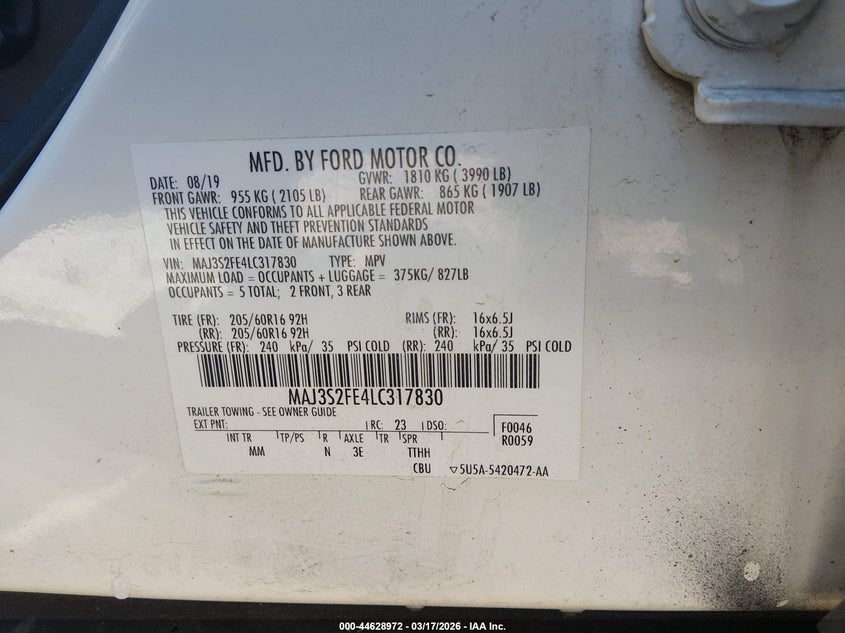 MFD. BY FORD MOTOR CO.
DATE: 08/19 GVWR: 1810 KG ( 3990 LB)
FRONT GAWR: 955 KG ( 2105 LB) REAR GAWR: 865 KG ( 1907 LB)
THIS VEHICLE CONFORMS TO ALL APPLICABLE FEDERAL MOTOR
VEHICLE SAFETY AND THEFT PREVENTION STANDARDS
IN EFFECT ON THE DATE OF MANUFACTURE SHOWN ABOVE.
VIN: MAJ3S2FE4LC317830 TYPE: MPV
MAXIMUM LOAD = OCCUPANTS + LUGGAGE = 375KG/ 827LB
OCCUPANTS = 5 TOTAL; 2 FRONT, 3 REAR
TIRE (FR): 205/60R16 92H RIMS (FR): 16x6.5J
(RR): 205/60R16 92H (RR): 16x6.5J
PRESSURE (FR): 240 kPa/ 35 PSI COLD (RR): 240 kPa/ 35 PSI COLD
MAJ3S2FE4LC317830
TRAILER TOWING - SEE OWNER GUIDE
EXT PNT: RC: 23 DSO: F0046
R0059
INT TR TP/PS R AXLE TR SPR
MM N 3E TTHH
CBU ▽5U5A-5420472-AA
000-44628972 — 03/17/2026 — IAA Inc.